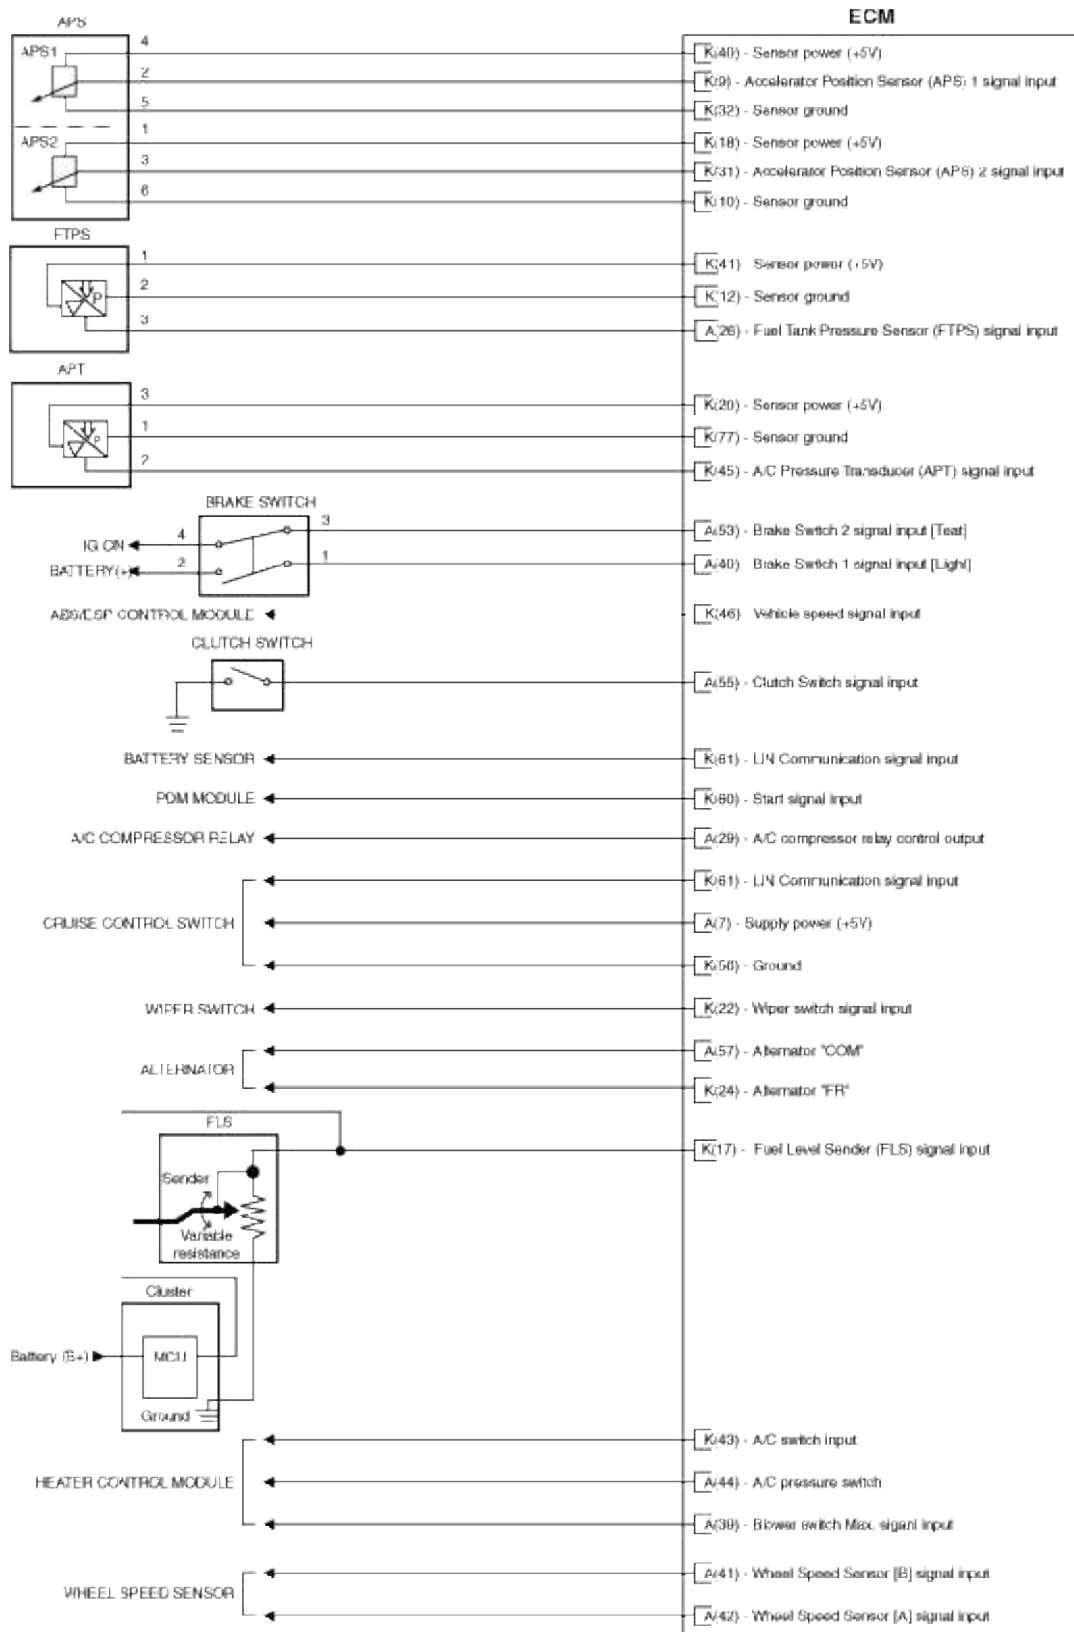 ECM
APS
APS1
4
K(40) - Sensor power (+5V)
2
K(9) - Accelerator Position Sensor (APS) 1 signal input
5
K(32) - Sensor ground
APS2
1
K(18) - Sensor power (+5V)
3
K(31) - Accelerator Position Sensor (APS) 2 signal input
6
K(10) - Sensor ground
FTPS
1
K(41) Sensor power (+5V)
2
P
K(12) - Sensor ground
3
A(26) - Fuel Tank Pressure Sensor (FTPS) signal input
APT
3
K(20) - Sensor power (+5V)
1
P
K(77) - Sensor ground
2
K(45) - A/C Pressure Transducer (APT) signal input
BRAKE SWITCH
IG ON
4
3
A(53) - Brake Switch 2 signal input [Test]
BATTERY(+)
2
1
A(40) Brake Switch 1 signal input [Light]
ABS/ESP CONTROL MODULE
K(46) Vehicle speed signal input
CLUTCH SWITCH
A(55) - Clutch Switch signal input
BATTERY SENSOR
K(61) - LIN Communication signal input
PDM MODULE
K(60) - Start signal input
A/C COMPRESSOR RELAY
A(29) - A/C compressor relay control output
K(61) - LIN Communication signal input
CRUISE CONTROL SWITCH
A(7) - Supply power (+5V)
K(56) - Ground
WIPER SWITCH
K(22) - Wiper switch signal input
A(57) - Alternator "COM"
ALTERNATOR
K(24) - Alternator "FR"
FLS
K(17) - Fuel Level Sender (FLS) signal input
Sender
Variable
resistance
Cluster
Battery (B+)
MCU
Ground
K(43) - A/C switch input
HEATER CONTROL MODULE
A(44) - A/C pressure switch
A(39) - Blower switch Max. siganl input
A(41) - Wheel Speed Sensor [B] signal input
WHEEL SPEED SENSOR
A(42) - Wheel Speed Sensor [A] signal input